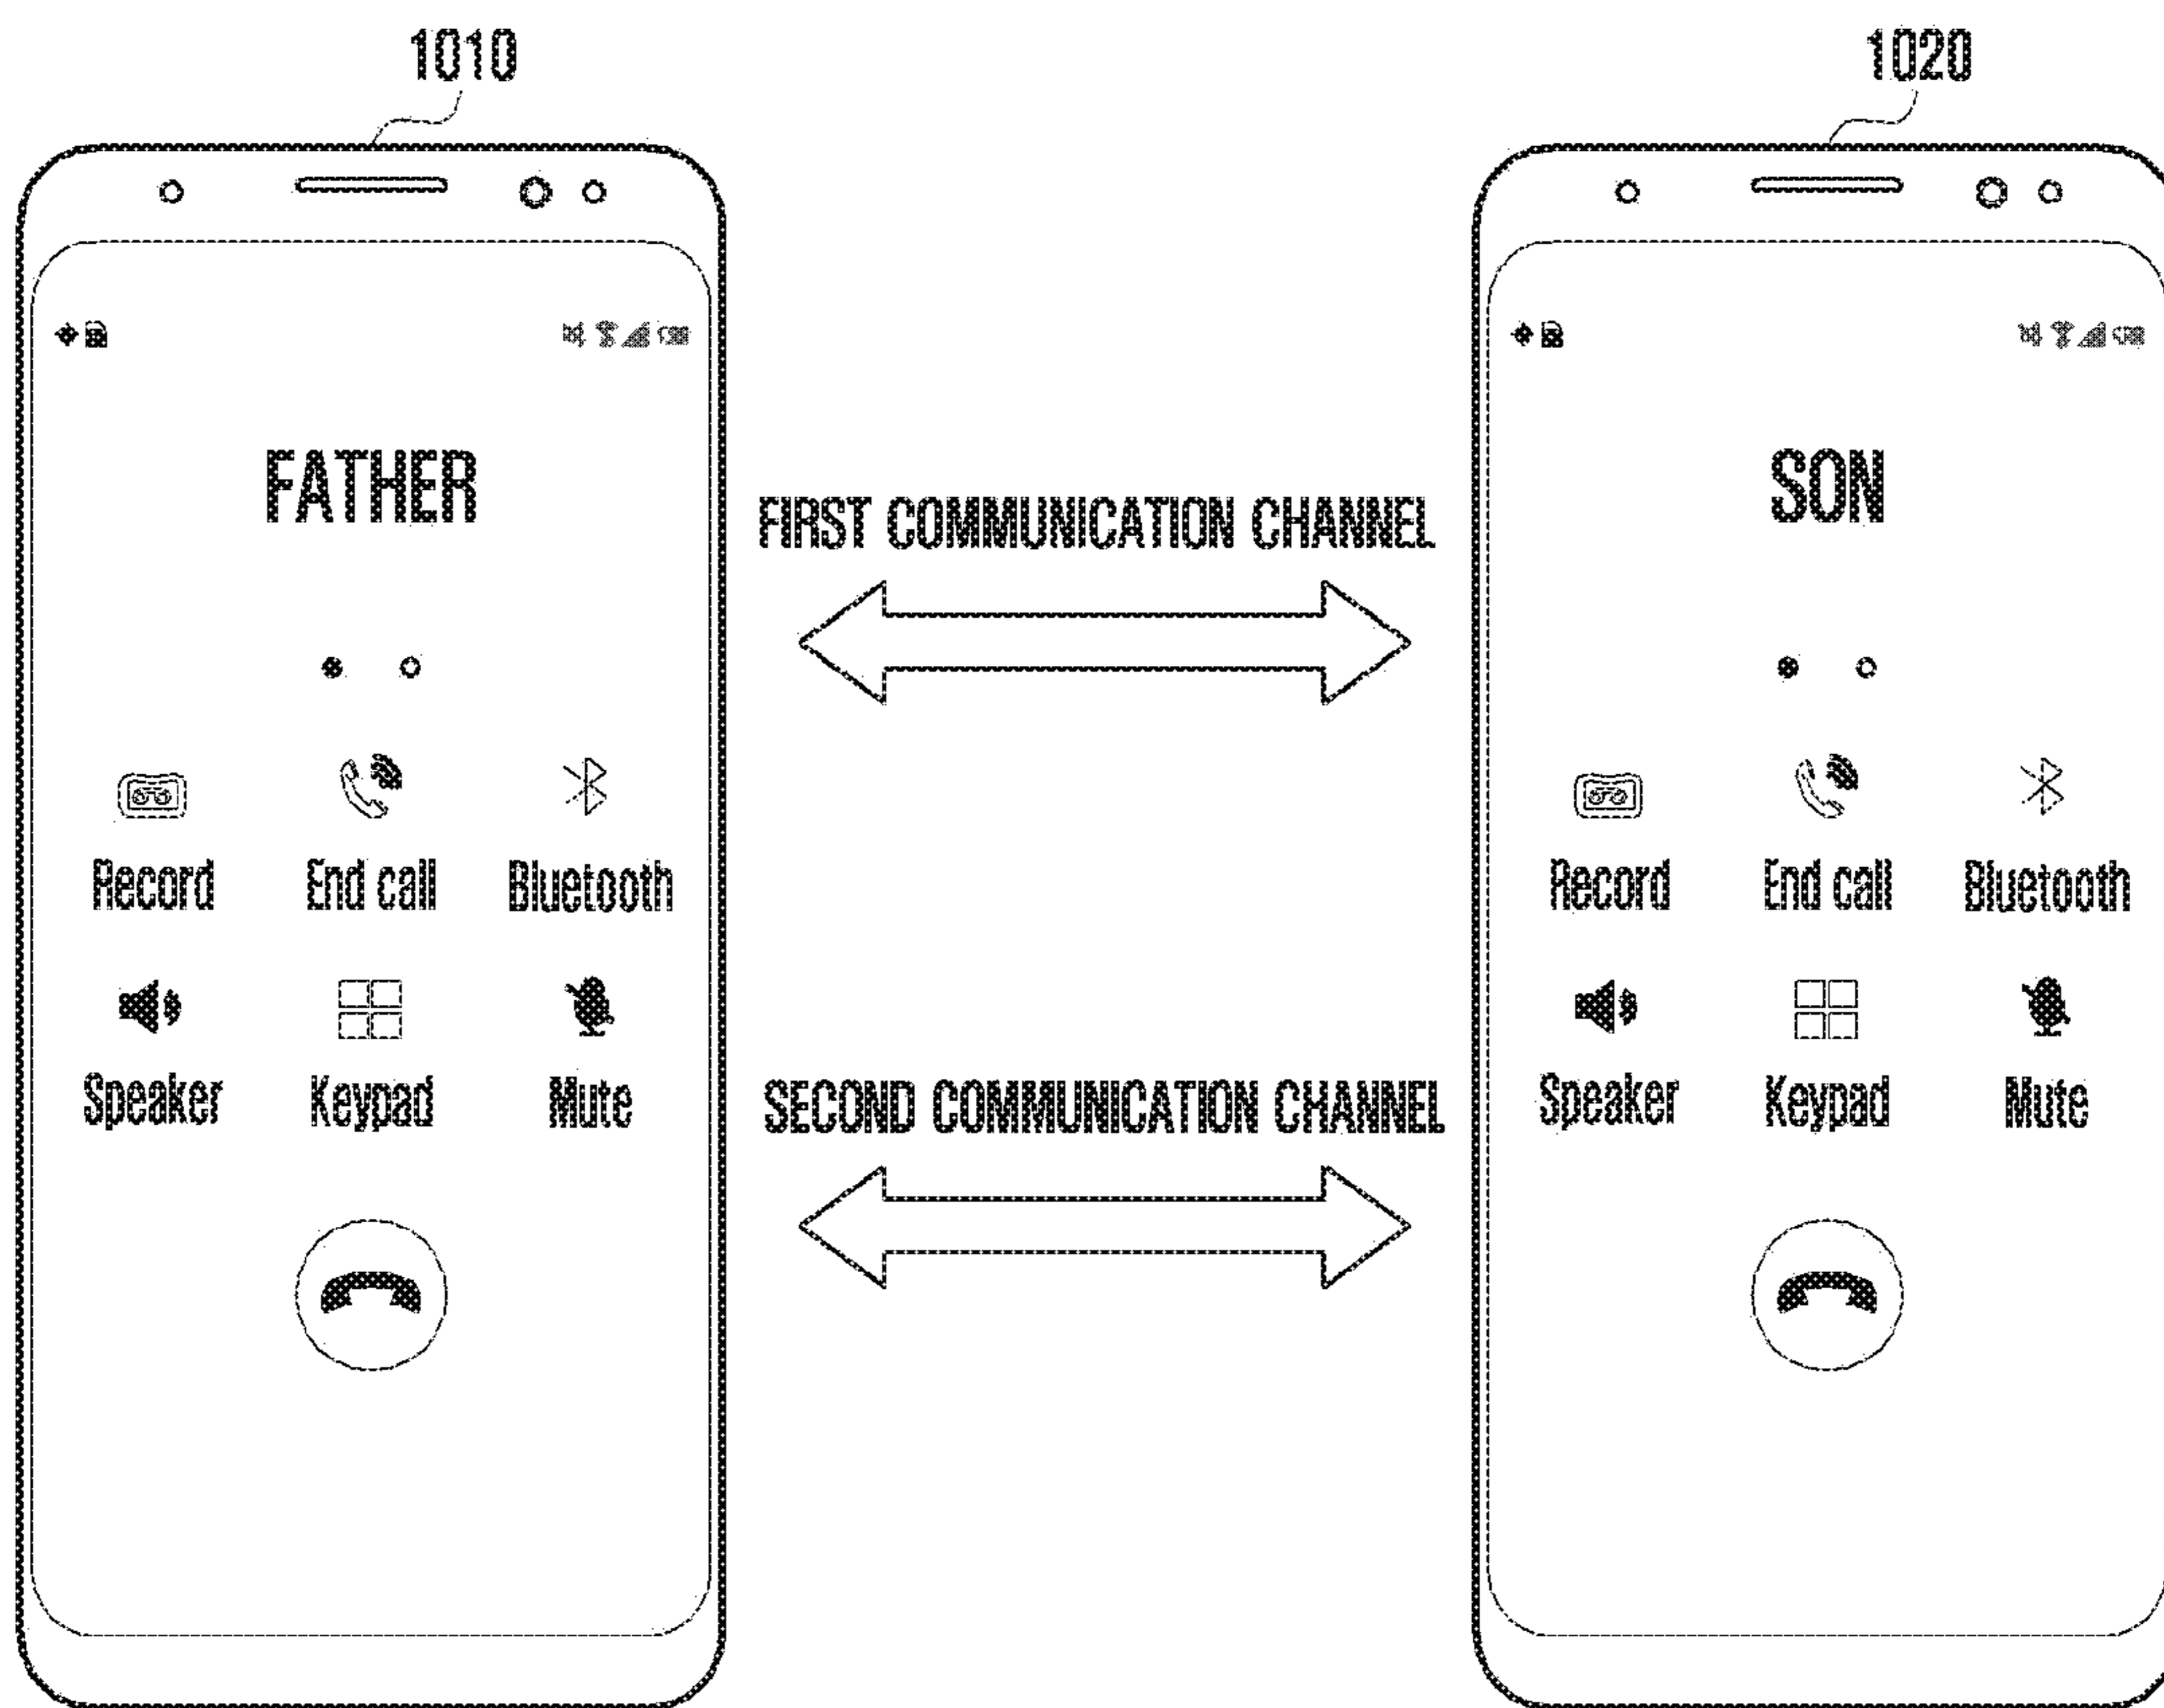 1010
1020
FATHER
SON
FIRST COMMUNICATION CHANNEL
Record End call Bluetooth
Record End call Bluetooth
Speaker Keypad Mute
Speaker Keypad Mute
SECOND COMMUNICATION CHANNEL